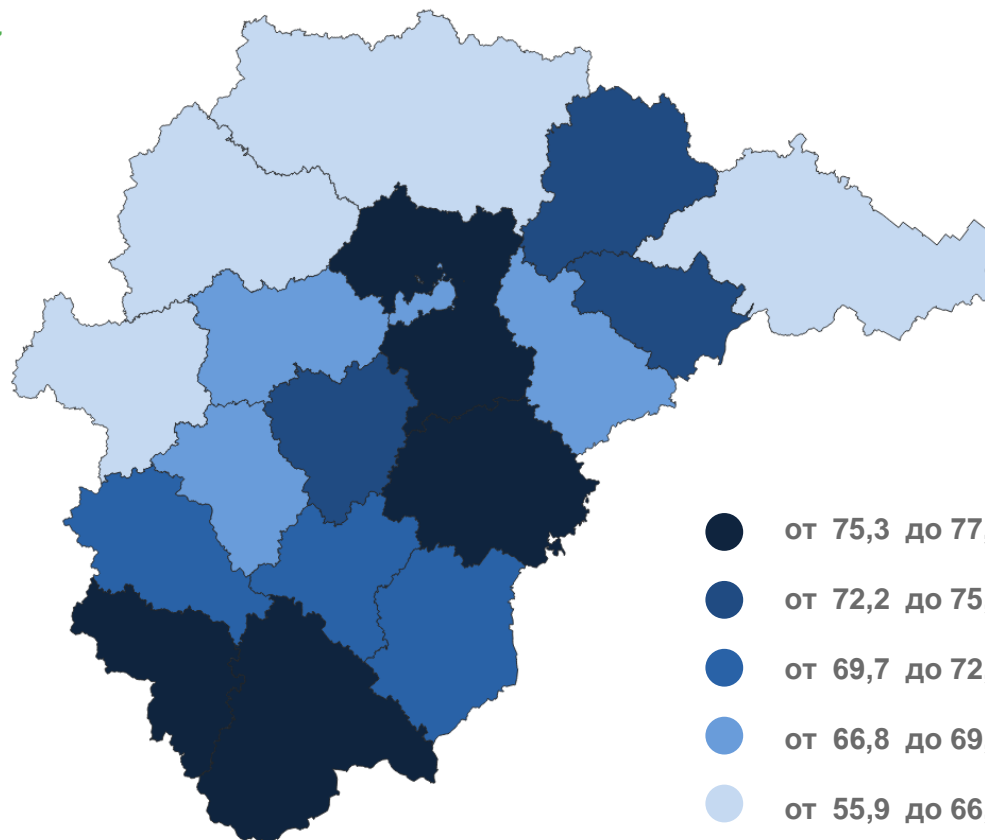 от 75,3 до 77,
от 72,2 до 75
от 69,7 до 72
от 66,8 до 69,
от 55,9 до 66